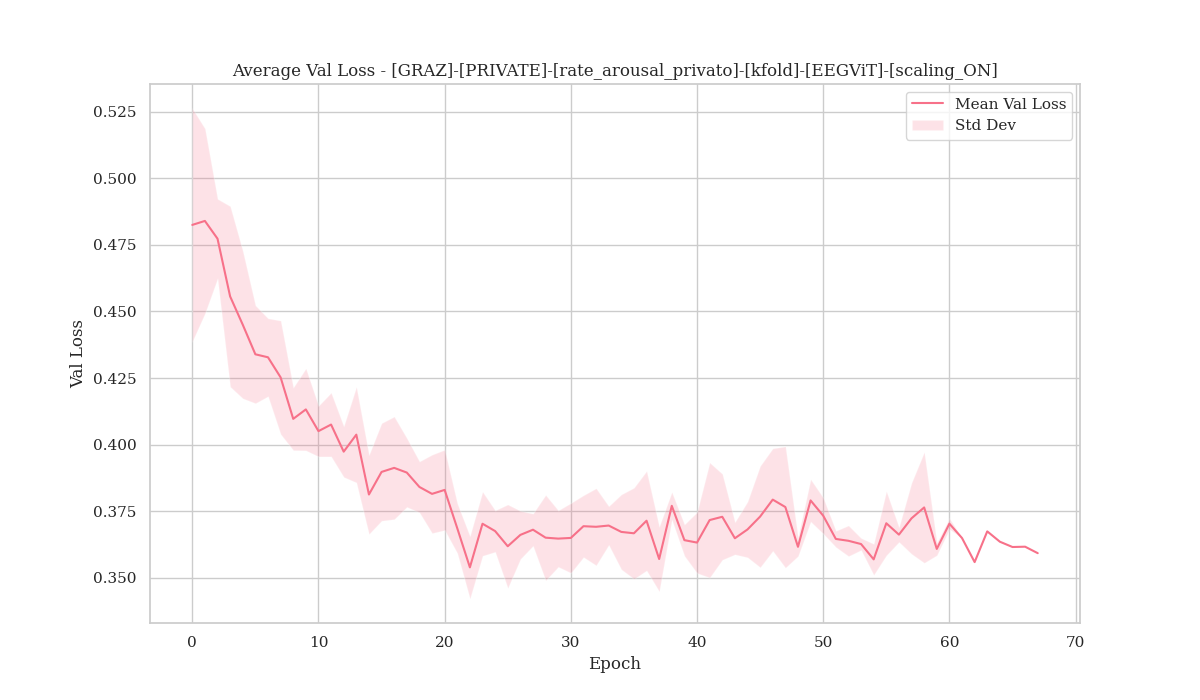 Average Val Loss - [GRAZ]-[PRIVATE]-[rate_arousal_privato]-[kfold]-[EEGViT]-[scaling_ON]
Mean Val Loss
Std Dev
0.525
0.500
0.475
0.450
0.425
0.400
0.375
0.350
Val Loss
0 10 20 30 40 50 60 70
Epoch